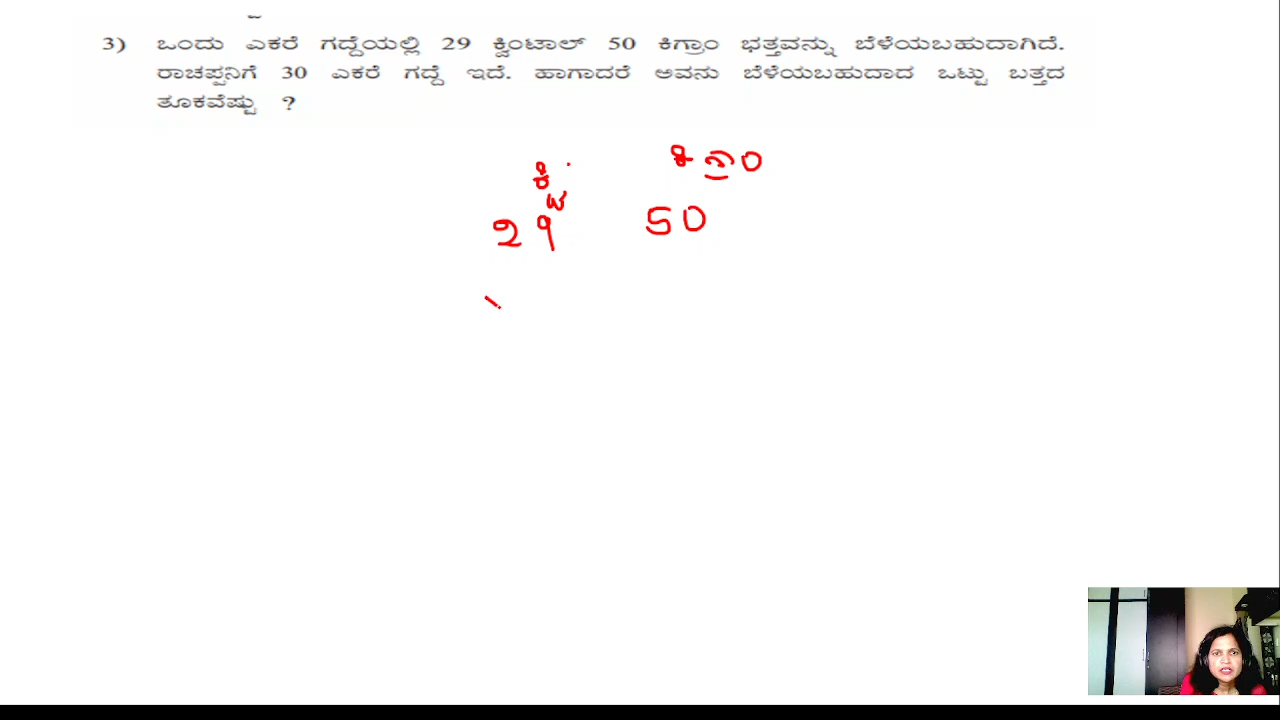 3) ಒಂದು ಎಕರೆ ಗದ್ದೆಯಲ್ಲಿ 29 ಕ್ವಿಂಟಾಲ್ 50 ಕಿಗ್ರಾಂ ಭತ್ತವನ್ನು ಬೆಳೆಯಬಹುದಾಗಿದೆ.
ರಾಚಪ್ಪನಿಗೆ 30 ಎಕರೆ ಗದ್ದೆ ಇದೆ. ಹಾಗಾದರೆ ಅವನು ಬೆಳೆಯಬಹುದಾದ ಒಟ್ಟು ಬತ್ತದ
ತೂಕವೆಷ್ಟು ?
29 50